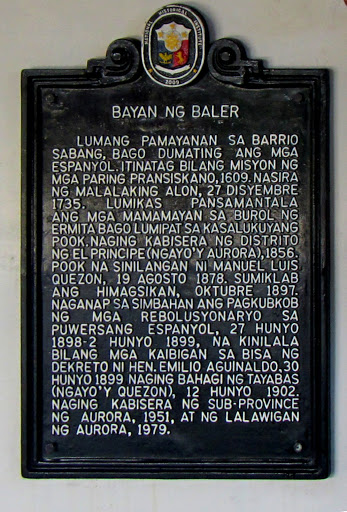 NATIONAL HISTORICAL INSTITUTE
2009
BAYAN NG BALER
LUMANG PAMAYANAN SA BARRIO
SABANG, BAGO DUMATING ANG MGA
ESPANYOL. ITINATAG BILANG MISYON NG
MGA PARING PRANSISKANO, 1609. NASIRA
NG MALALAKING ALON, 27 DISYEMBRE
1735. LUMIKAS PANSAMANTALA
ANG MGA MAMAMAYAN SA BUROL NG
ERMITA BAGO LUMIPAT SA KASALUKUYANG
POOK. NAGING KABISERA NG DISTRITO
NG EL PRINCIPE (NGAYO'Y AURORA), 1856.
POOK NA SINILANGAN NI MANUEL LUIS
QUEZON, 19 AGOSTO 1878. SUMIKLAB
ANG HIMAGSIKAN, OKTUBRE 1897.
NAGANAP SA SIMBAHAN ANG PAGKUBKOB
NG MGA REBOLUSYONARYO SA
PUWERSANG ESPANYOL, 27 HUNYO
1898-2 HUNYO 1899, NA KINILALA
BILANG MGA KAIBIGAN SA BISA NG
DEKRETO NI HEN. EMILIO AGUINALDO, 30
HUNYO 1899 NAGING BAHAGI NG TAYABAS
(NGAYO'Y QUEZON), 12 HUNYO 1902.
NAGING KABISERA NG SUB-PROVINCE
NG AURORA, 1951, AT NG LALAWIGAN
NG AURORA, 1979.